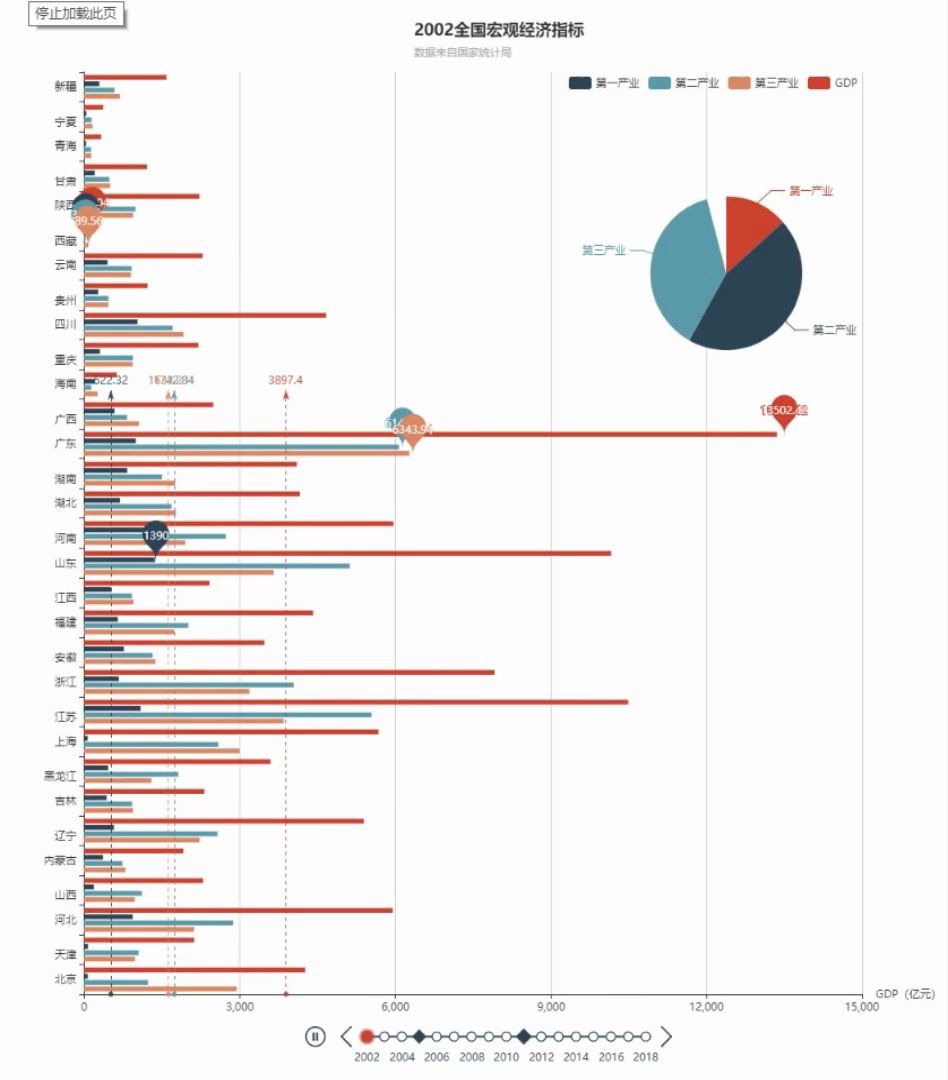 停止加载此页
2002全国宏观经济指标
数据来自国家统计局
第一产业 第二产业 第三产业 GDP
新疆
宁夏
青海
甘肃
陕西
89.56
西藏
云南
贵州
四川
重庆
海南
3897.4
广西
13502.42
6343.94
广东
湖南
湖北
河南
1390
山东
江西
福建
安徽
浙江
江苏
上海
黑龙江
吉林
辽宁
内蒙古
山西
河北
天津
北京
第一产业
第三产业
第二产业
0 3,000 6,000 9,000 12,000 15,000
GDP（亿元）
2002 2004 2006 2008 2010 2012 2014 2016 2018